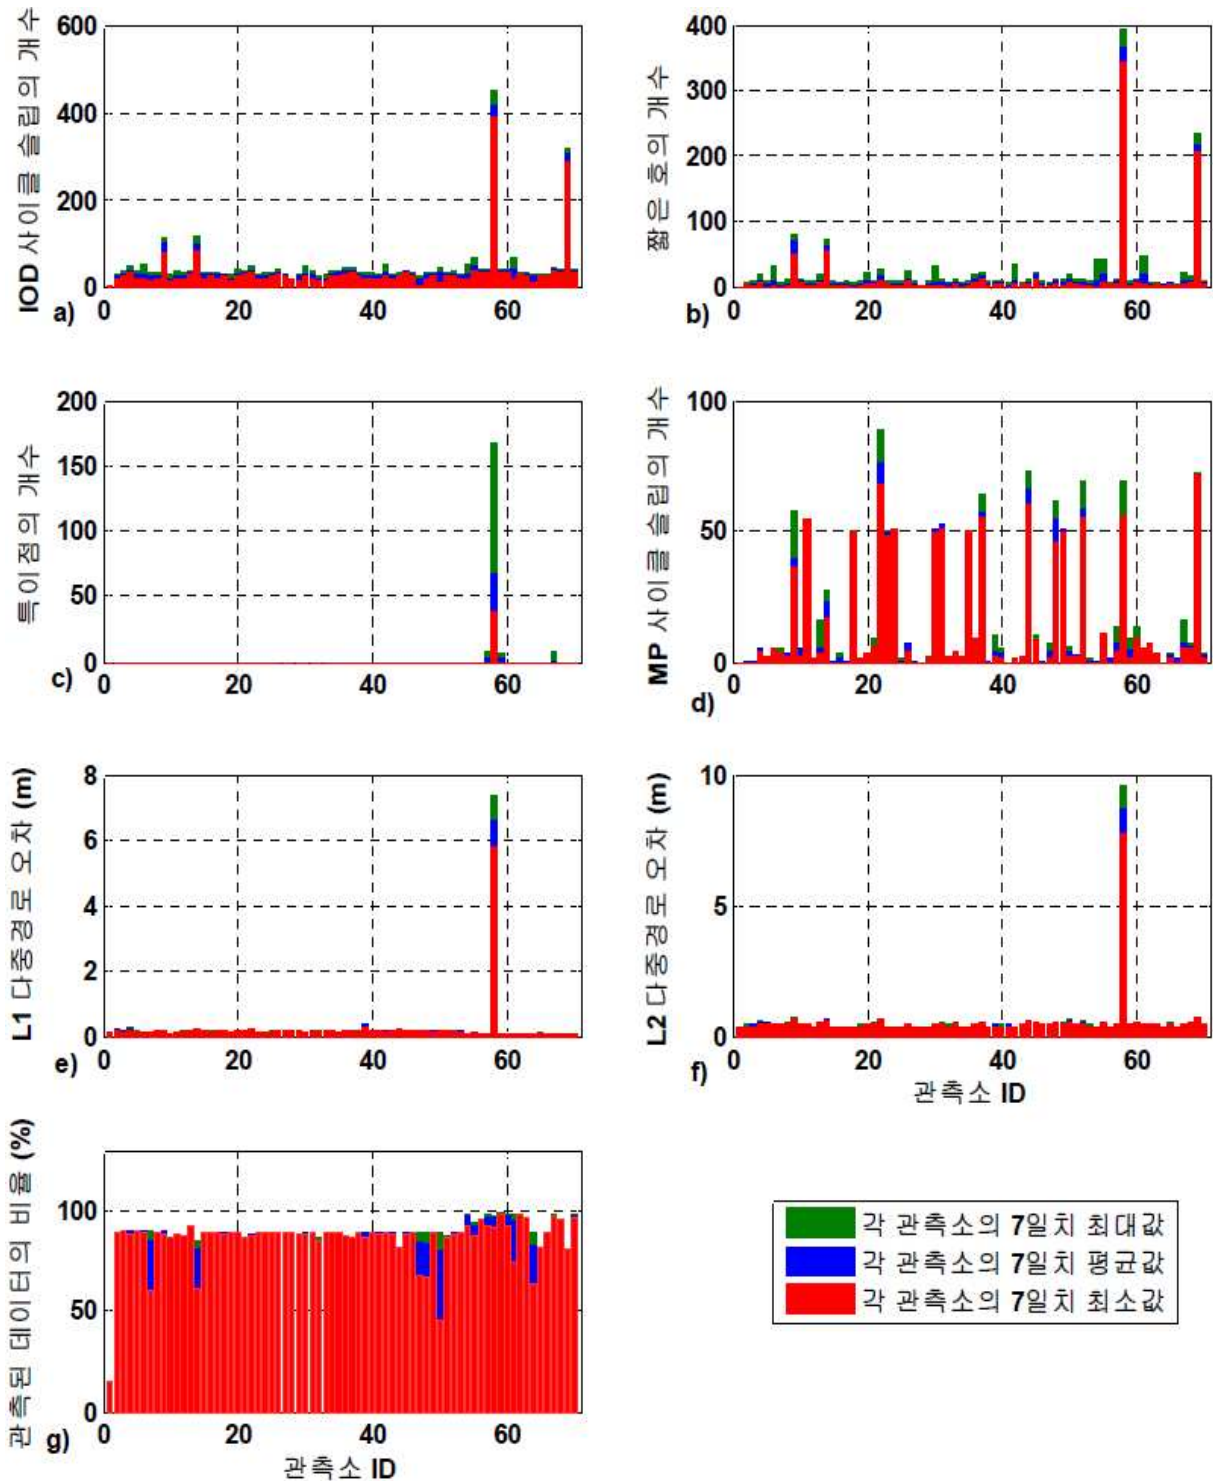 IOD 사이클 슬립의 개수
600
400
200
0
0 20 40 60
a)
짧은 호의 개수
400
300
200
100
0
0 20 40 60
b)
특이점의 개수
200
150
100
50
0
0 20 40 60
c)
MP 사이클 슬립의 개수
100
50
0
0 20 40 60
d)
L1 다중경로 오차 (m)
8
6
4
2
0
0 20 40 60
e)
L2 다중경로 오차 (m)
10
5
0
0 20 40 60
f)
관측소 ID
관측된 데이터의 비율 (%)
100
50
0
0 20 40 60
g)
관측소 ID
각 관측소의 7일치 최대값
각 관측소의 7일치 평균값
각 관측소의 7일치 최소값